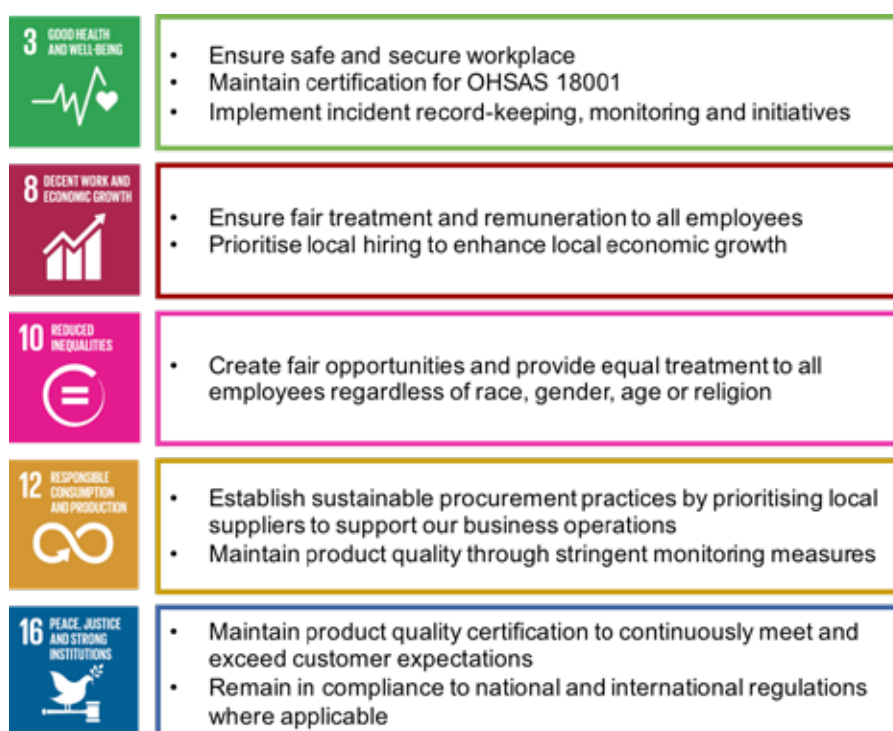 3 GOOD HEALTH
AND WELL-BEING
• Ensure safe and secure workplace
• Maintain certification for OHSAS 18001
• Implement incident record-keeping, monitoring and initiatives
8 DECENT WORK AND
ECONOMIC GROWTH
• Ensure fair treatment and remuneration to all employees
• Prioritise local hiring to enhance local economic growth
10 REDUCED
INEQUALITIES
• Create fair opportunities and provide equal treatment to all
employees regardless of race, gender, age or religion
12 RESPONSIBLE
CONSUMPTION
AND PRODUCTION
• Establish sustainable procurement practices by prioritising local
suppliers to support our business operations
• Maintain product quality through stringent monitoring measures
16 PEACE, JUSTICE
AND STRONG
INSTITUTIONS
• Maintain product quality certification to continuously meet and
exceed customer expectations
• Remain in compliance to national and international regulations
where applicable